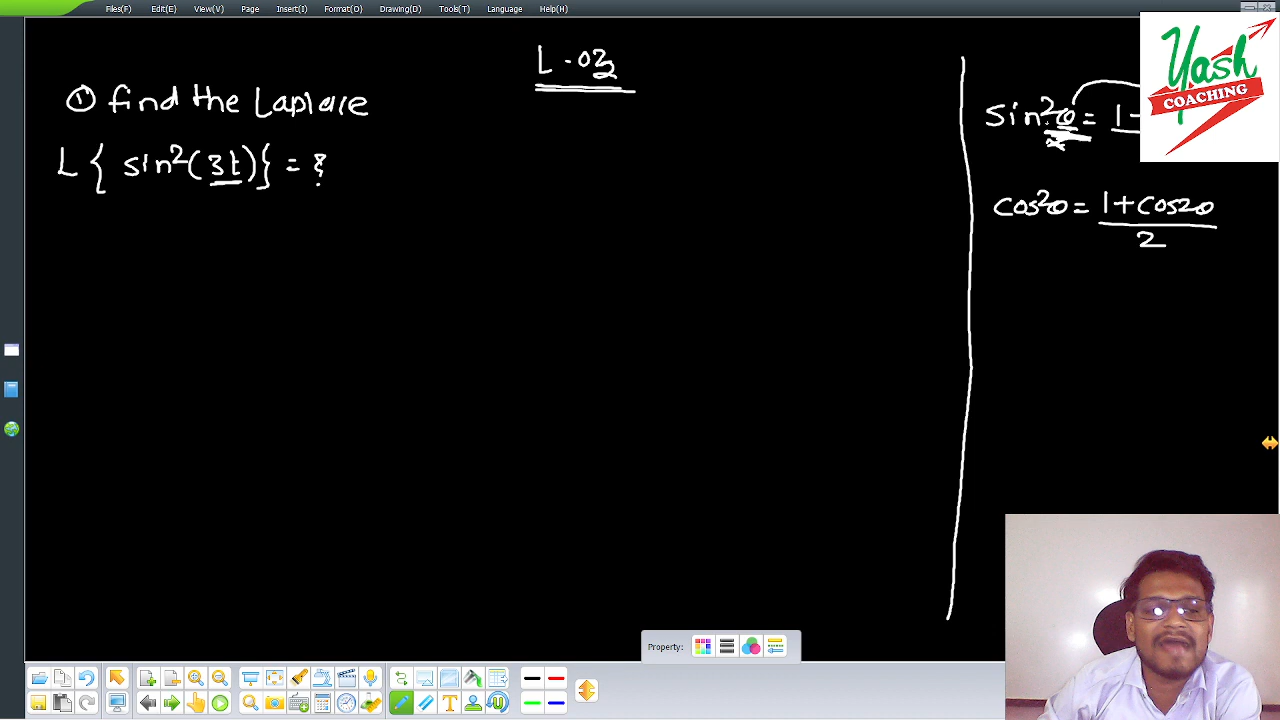 Files(F) Edit(E) View(V) Page Insert(I) Format(O) Drawing(D) Tools(T) Language Help(H)
L-03
① find the Laplace
L{ sin²(3t)} = ?
Yash
COACHING
sin²θ = 1-
cos²θ = 1+cos2θ
2
Property: